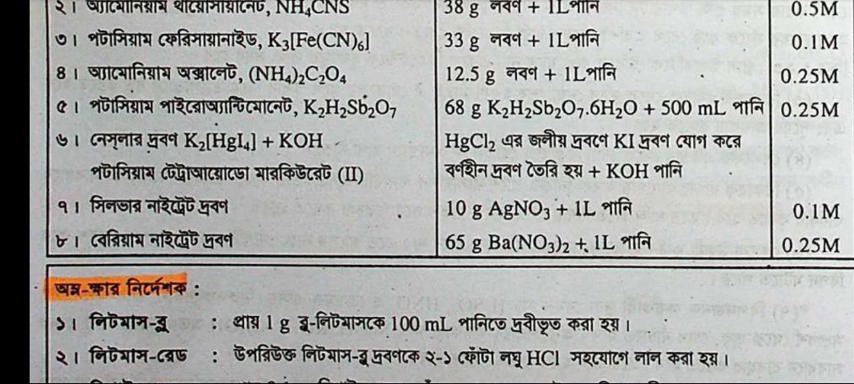 ২। অ্যামোনিয়াম থায়োসায়ানেট, NH₄CNS 38 g লবণ + 1Lপানি 0.5M
৩। পটাসিয়াম ফেরিসায়ানাইড, K₃[Fe(CN)₆] 33 g লবণ + 1Lপানি 0.1M
৪। অ্যামোনিয়াম অক্সালেট, (NH₄)₂C₂O₄ 12.5 g লবণ + 1Lপানি 0.25M
৫। পটাসিয়াম পাইরোঅ্যান্টিমোনেট, K₂H₂Sb₂O₇ 68 g K₂H₂Sb₂O₇.6H₂O + 500 mL পানি 0.25M
৬। নেসলার দ্রবণ K₂[HgI₄] + KOH HgCl₂ এর জলীয় দ্রবণে KI দ্রবণ যোগ করে
পটাসিয়াম টেট্রাআয়োডো মারকিউরেট (II) বর্ণহীন দ্রবণ তৈরি হয় + KOH পানি
৭। সিলভার নাইট্রেট দ্রবণ 10 g AgNO₃ + 1L পানি 0.1M
৮। বেরিয়াম নাইট্রেট দ্রবণ 65 g Ba(NO₃)₂ + 1L পানি 0.25M
অম্ল-ক্ষার নির্দেশক :
১। লিটমাস-ব্লু : প্রায় 1 g ব্লু-লিটমাসকে 100 mL পানিতে দ্রবীভূত করা হয়।
২। লিটমাস-রেড : উপরিউক্ত লিটমাস-ব্লু দ্রবণকে ২-১ ফোঁটা লঘু HCl সহযোগে লাল করা হয়।